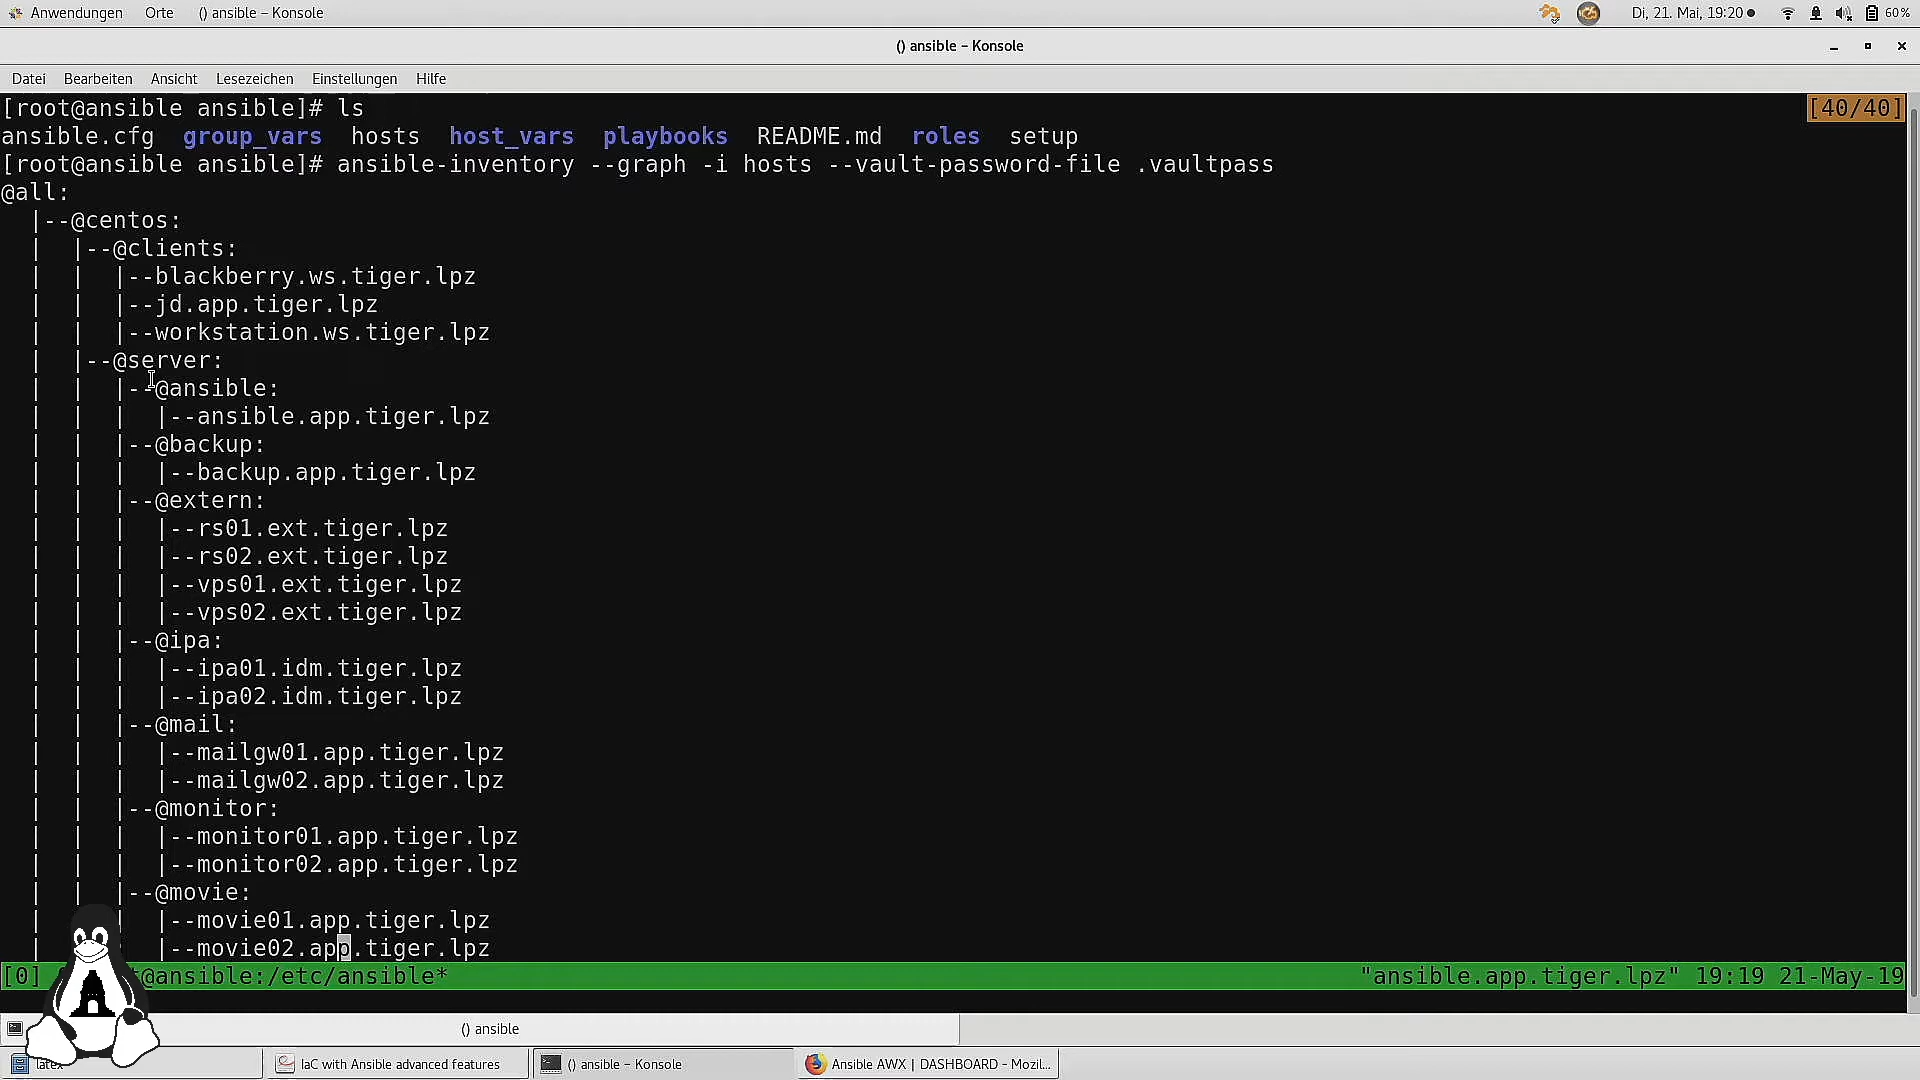 Anwendungen Orte () ansible – Konsole Di, 21. Mai, 19:20 60%
() ansible – Konsole
Datei Bearbeiten Ansicht Lesezeichen Einstellungen Hilfe
[root@ansible ansible]# ls [40/40]
ansible.cfg group_vars hosts host_vars playbooks README.md roles setup
[root@ansible ansible]# ansible-inventory --graph -i hosts --vault-password-file .vaultpass
@all:
|--@centos:
| |--@clients:
| | |--blackberry.ws.tiger.lpz
| | |--jd.app.tiger.lpz
| | |--workstation.ws.tiger.lpz
| |--@server:
| | |--@ansible:
| | | |--ansible.app.tiger.lpz
| | |--@backup:
| | | |--backup.app.tiger.lpz
| | |--@extern:
| | | |--rs01.ext.tiger.lpz
| | | |--rs02.ext.tiger.lpz
| | | |--vps01.ext.tiger.lpz
| | | |--vps02.ext.tiger.lpz
| | |--@ipa:
| | | |--ipa01.idm.tiger.lpz
| | | |--ipa02.idm.tiger.lpz
| | |--@mail:
| | | |--mailgw01.app.tiger.lpz
| | | |--mailgw02.app.tiger.lpz
| | |--@monitor:
| | | |--monitor01.app.tiger.lpz
| | | |--monitor02.app.tiger.lpz
| | |--@movie:
| | |--movie01.app.tiger.lpz
| |--movie02.app.tiger.lpz
[0] @ansible:/etc/ansible* "ansible.app.tiger.lpz" 19:19 21-May-19
() ansible
IaC with Ansible advanced features () ansible – Konsole Ansible AWX | DASHBOARD - Mozil...